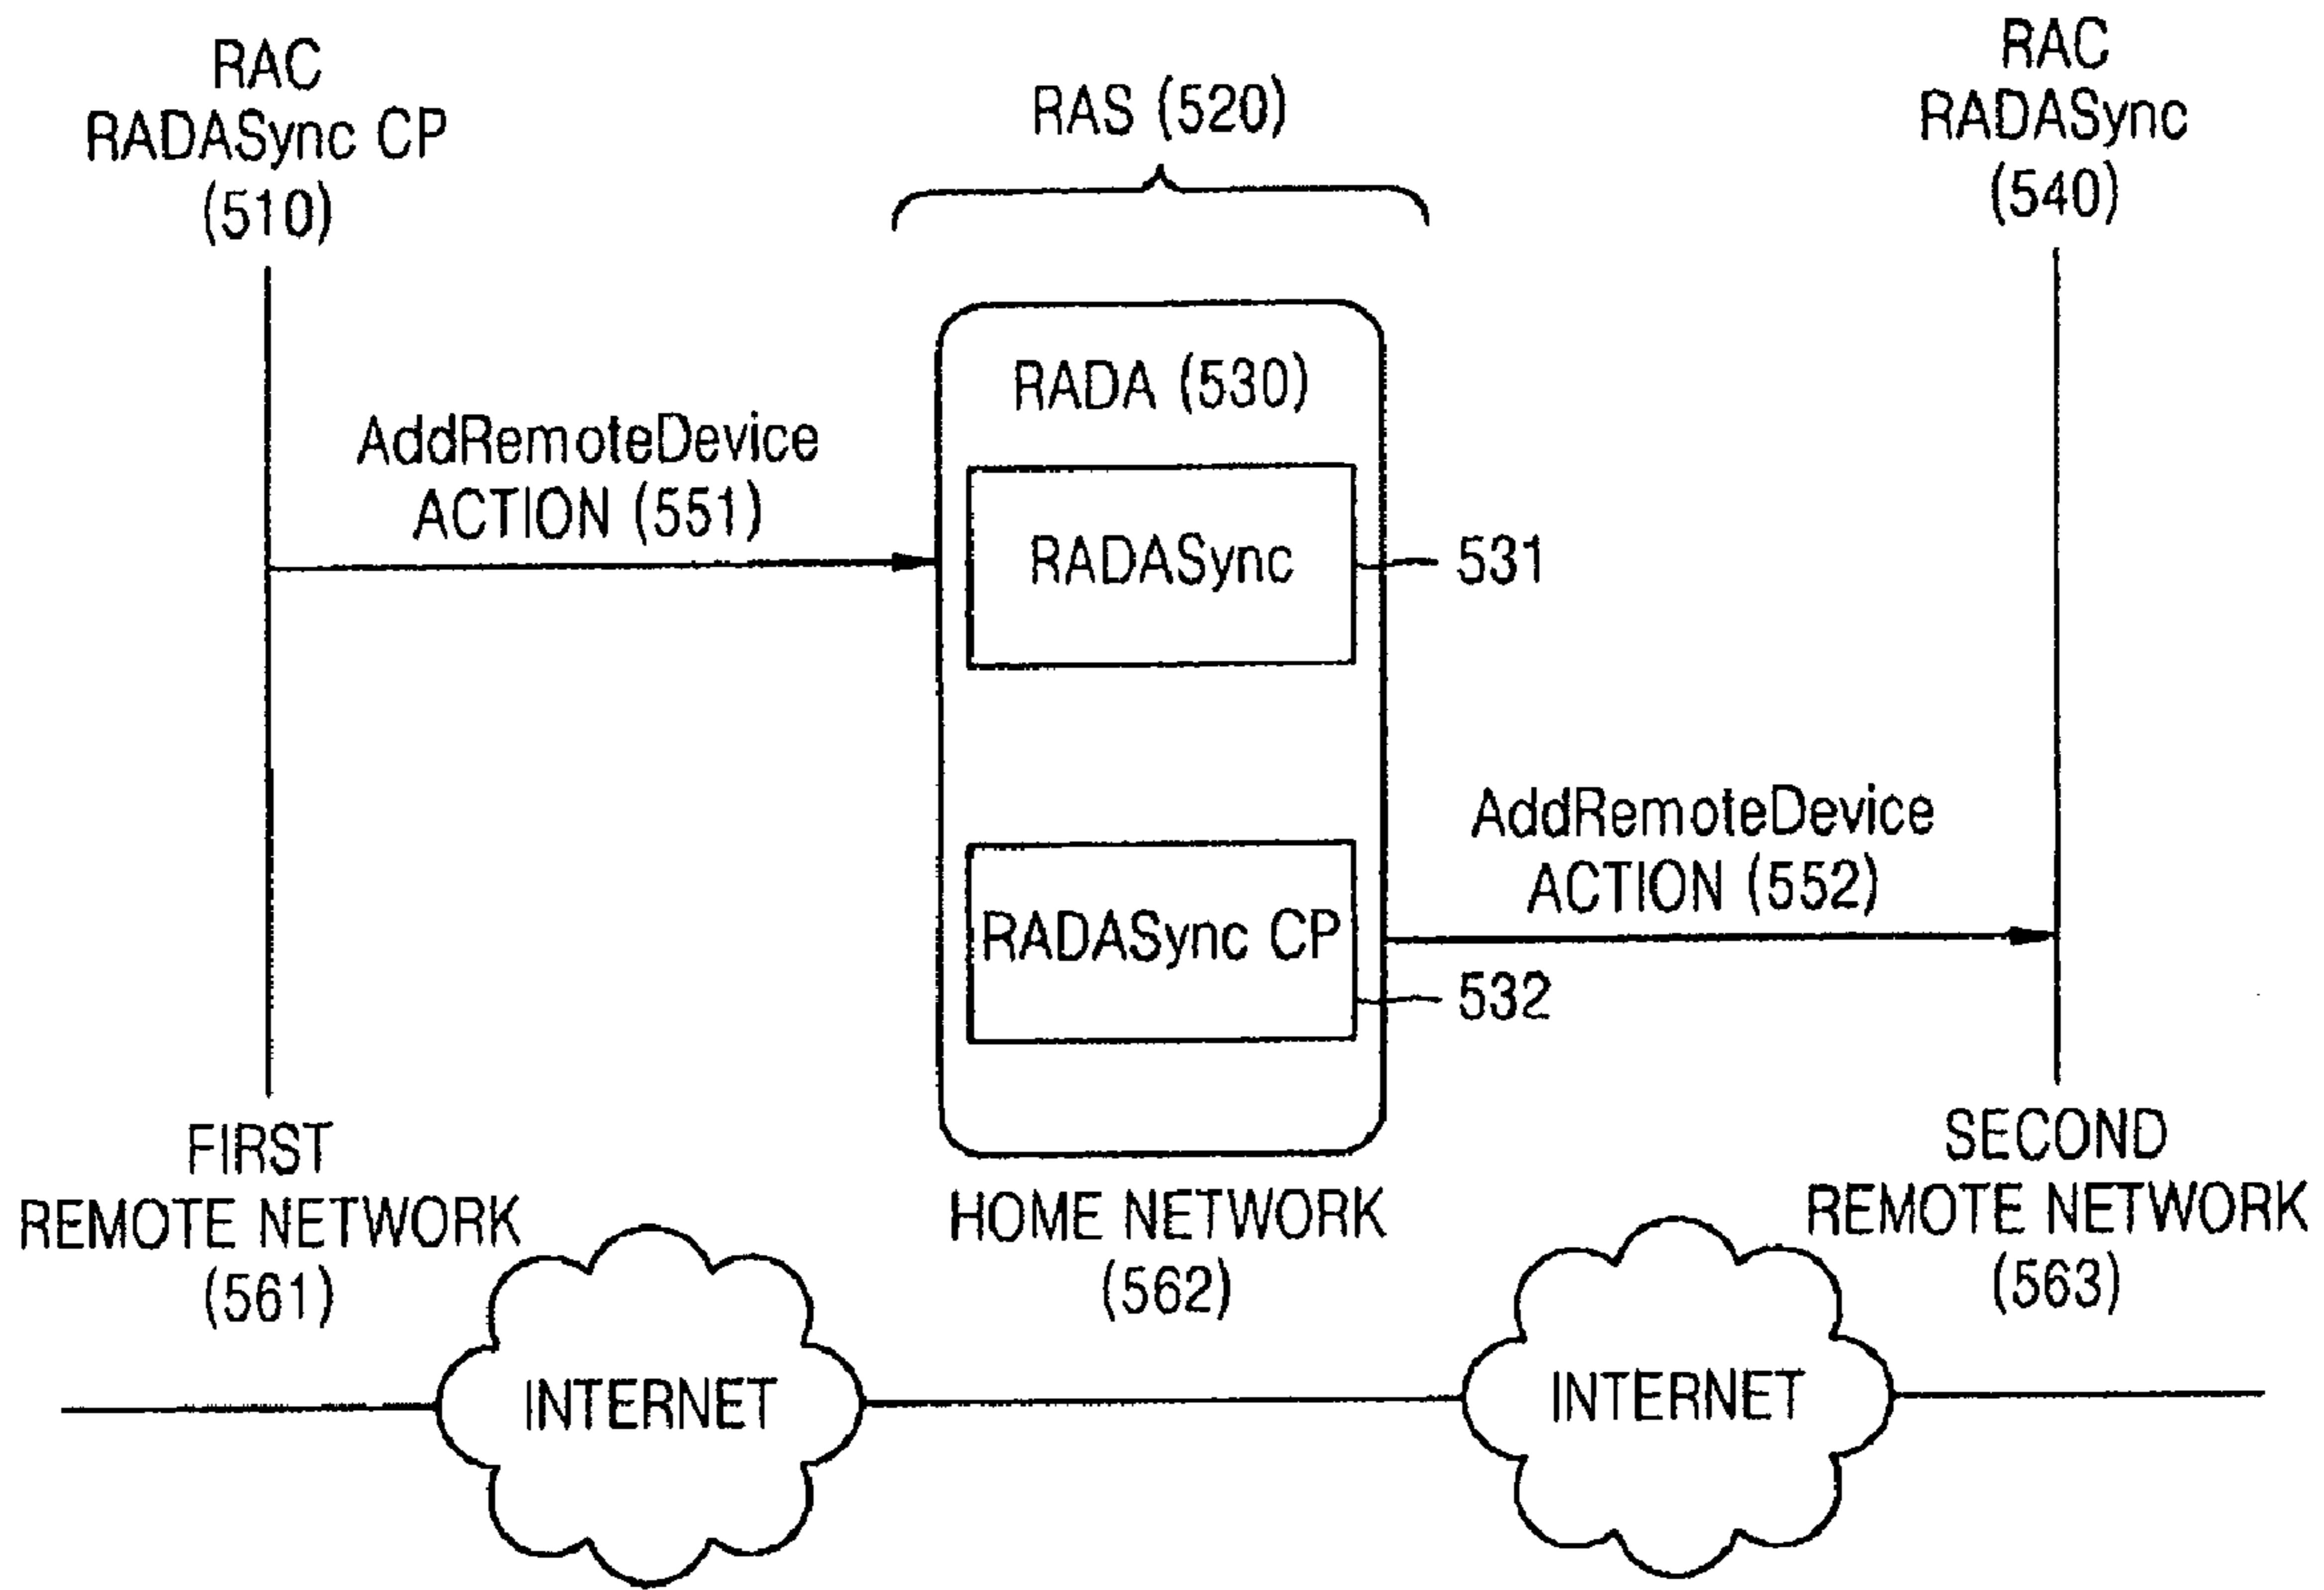 RAC
RADASync CP
(510)
RAS (520)
RAC
RADASync
(540)
RADA (530)
AddRemoteDevice
ACTION (551)
RADASync
531
AddRemoteDevice
ACTION (552)
RADASync CP
532
FIRST
REMOTE NETWORK
(561)
HOME NETWORK
(562)
SECOND
REMOTE NETWORK
(563)
INTERNET
INTERNET